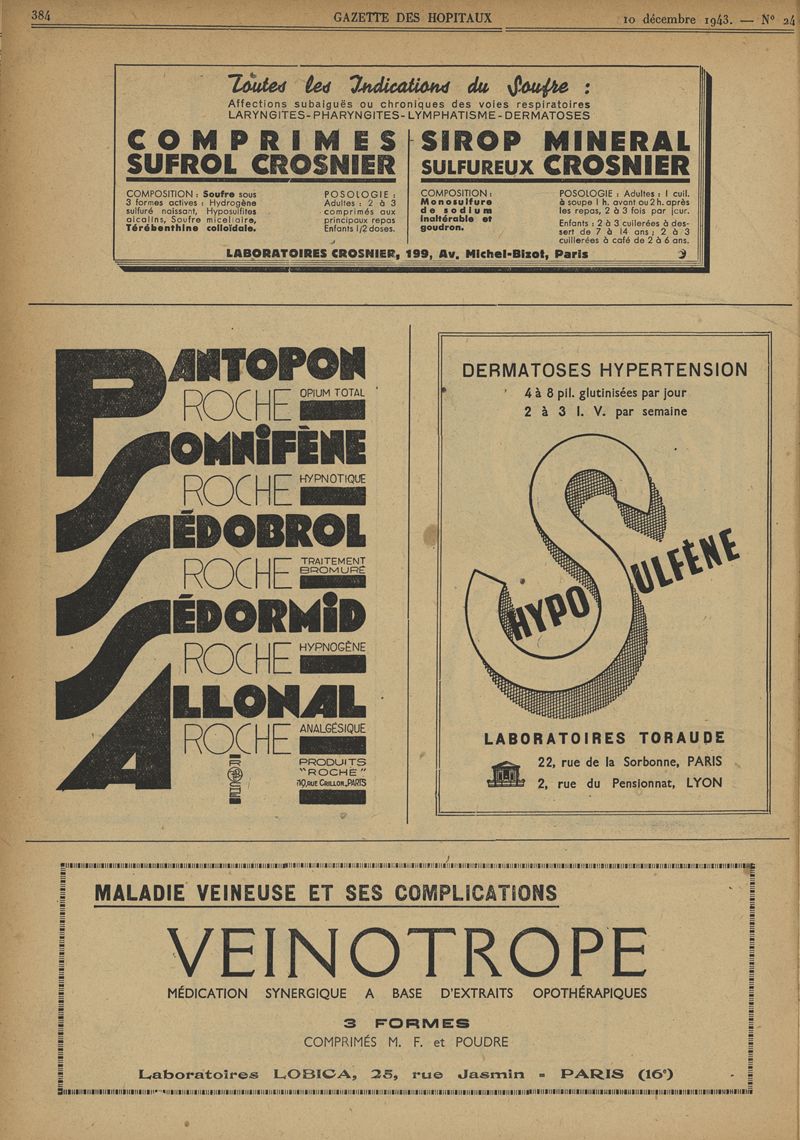 384
GAZETTE DES HOPITAUX
10 décembre 1943. — Nº 24
Toutes les Indications du Soufre :
Affections subaiguës ou chroniques des voies respiratoires
LARYNGITES-PHARYNGITES-LYMPHATISME-DERMATOSES
COMPRIMES
SUFROL CROSNIER
COMPOSITION : Soufre sous
3 formes actives : Hydrogène
sulfuré naissant, Hyposulfites
alcalins, Soufre micellaire,
Térébenthine colloïdale.
POSOLOGIE :
Adultes : 2 à 3
comprimés aux
principaux repas
Enfants 1/2 doses.
SIROP MINERAL
SULFUREUX CROSNIER
COMPOSITION :
Monosulfure
de sodium
inaltérable et
goudron.
POSOLOGIE : Adultes : 1 cuil.
à soupe 1 h. avant ou 2 h. après
les repas, 2 à 3 fois par jour.
Enfants : 2 à 3 cuillerées à des-
sert de 7 à 14 ans ; 2 à 3
cuillerées à café de 2 à 6 ans.
LABORATOIRES CROSNIER, 199, Av. Michel-Bizot, Paris
PANTOPON
ROCHE OPIUM TOTAL
SOMNIFÈNE
ROCHE HYPNOTIQUE
SÉDOBROL
ROCHE TRAITEMENT
BROMURÉ
SÉDORMID
ROCHE HYPNOGÈNE
ALLONAL
ROCHE ANALGÉSIQUE
ROCHE
PRODUITS
"ROCHE"
10, RUE CRILLON, PARIS
DERMATOSES HYPERTENSION
4 à 8 pil. glutinisées par jour
2 à 3 I. V. par semaine
HYPOSULFÈNE
LABORATOIRES TORAUDE
22, rue de la Sorbonne, PARIS
2, rue du Pensionnat, LYON
MALADIE VEINEUSE ET SES COMPLICATIONS
VEINOTROPE
MÉDICATION SYNERGIQUE A BASE D'EXTRAITS OPOTHÉRAPIQUES
3 FORMES
COMPRIMÉS M. F. et POUDRE
Laboratoires LOBICA, 25, rue Jasmin - PARIS (16ᵉ)